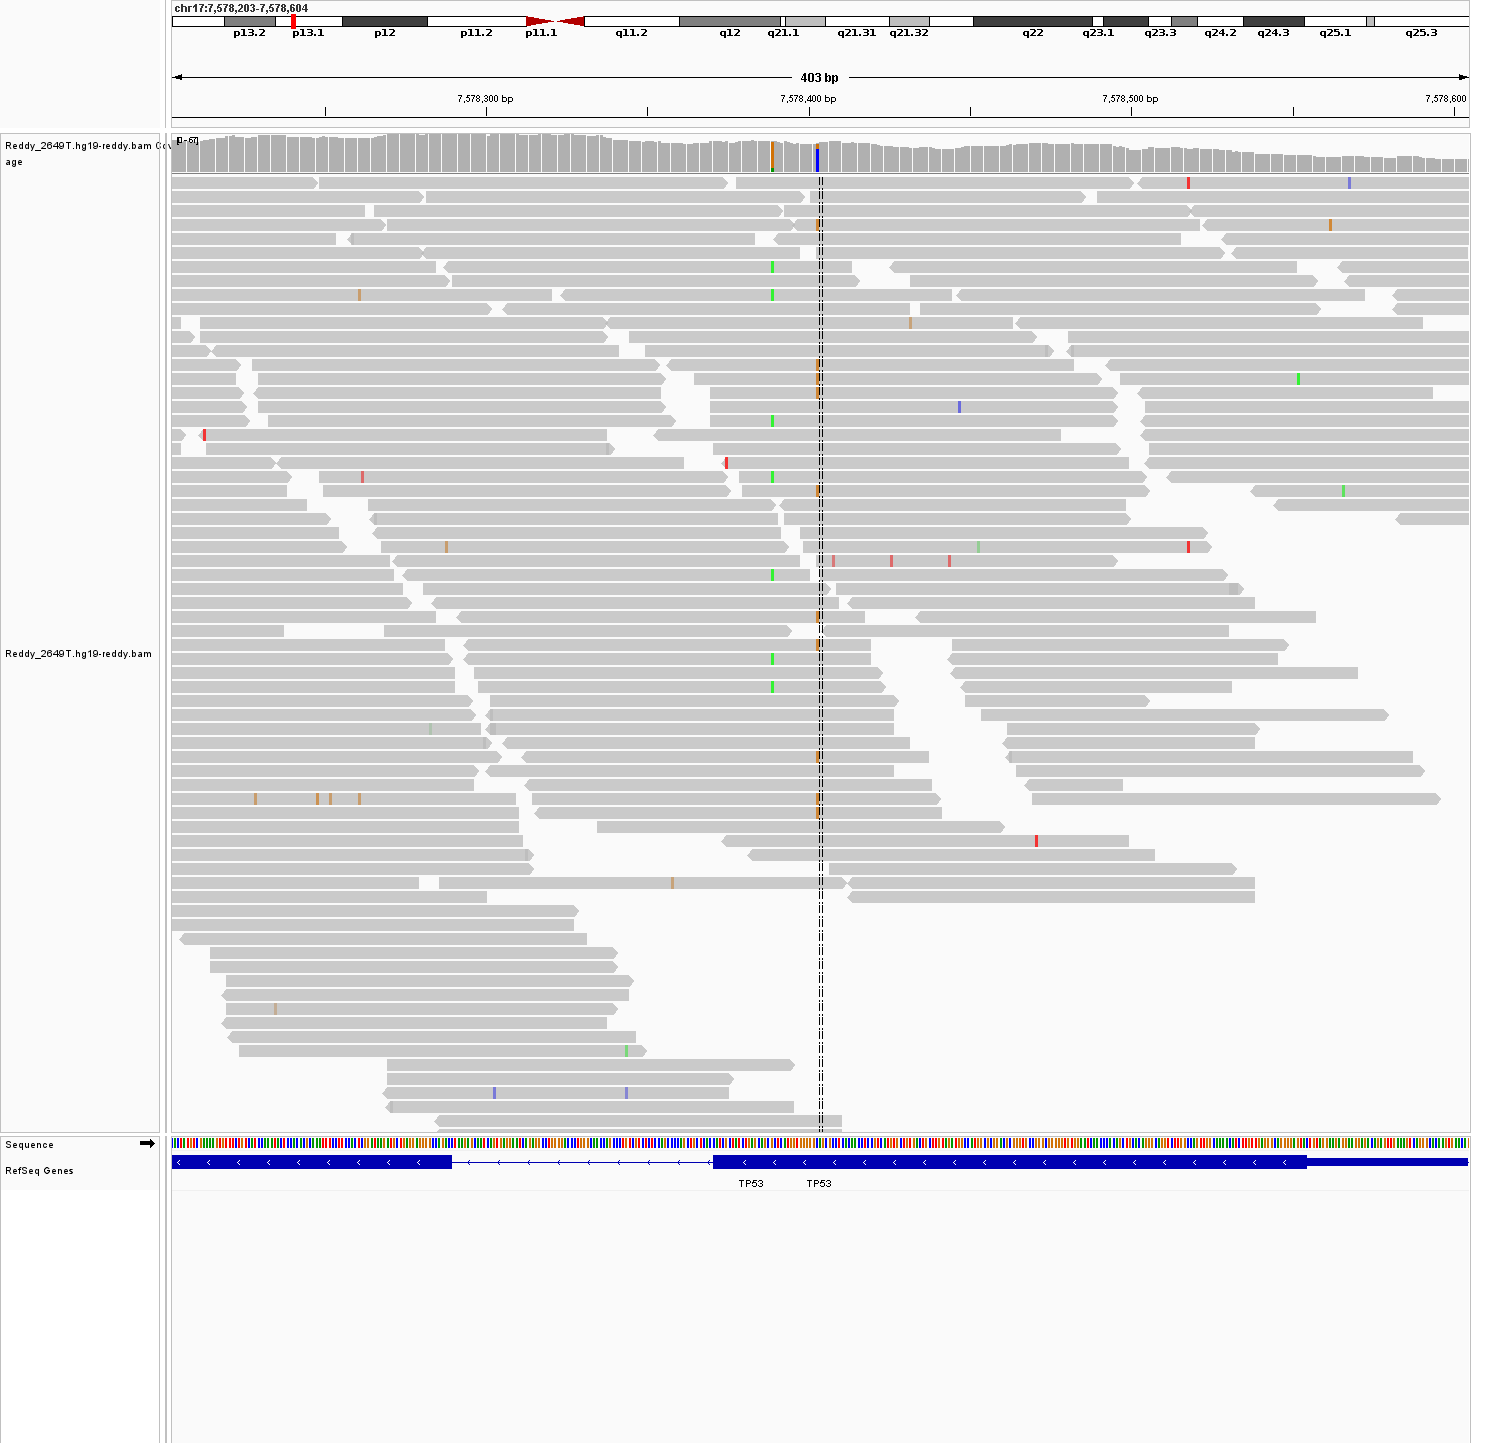 chr17:7,578,203-7,578,604
p13.2 p13.1 p12 p11.2 p11.1 q11.2 q12 q21.1 q21.31 q21.32 q22 q23.1 q23.3 q24.2 q24.3 q25.1 q25.3
403 bp
7,578,300 bp 7,578,400 bp 7,578,500 bp 7,578,600
Reddy_2649T.hg19-reddy.bam Cov
age
[0-67]
Reddy_2649T.hg19-reddy.bam
Sequence
RefSeq Genes
TP53 TP53